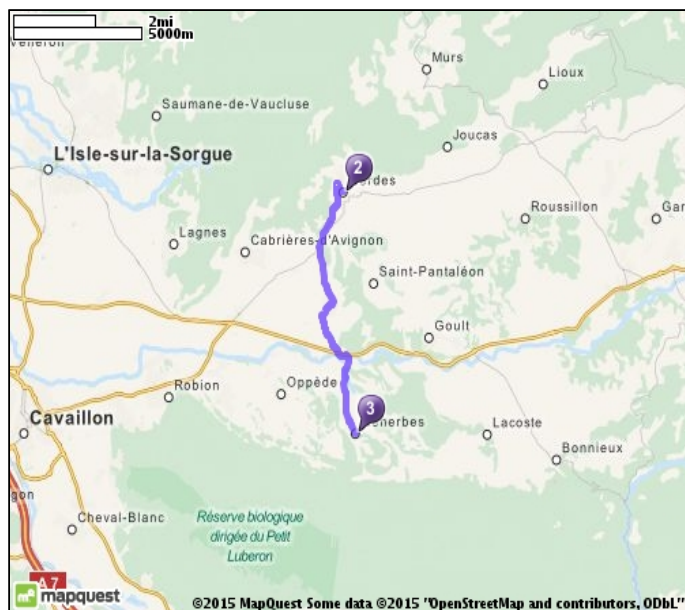 2mi
5000m
Murs
Lioux
Saumane-de-Vaucluse
Joucas
L'Isle-sur-la-Sorgue
2
Roussillon
Lagnes
Cabrières-d'Avignon
Saint-Pantaléon
Goult
Robion
Oppède
3
Cavaillon
Lacoste
Bonnieux
Réserve biologique
dirigée du Petit
Luberon
Cheval-Blanc
A 7
mapquest
©2015 MapQuest Some data ©2015 "OpenStreetMap and contributors, ODbL"